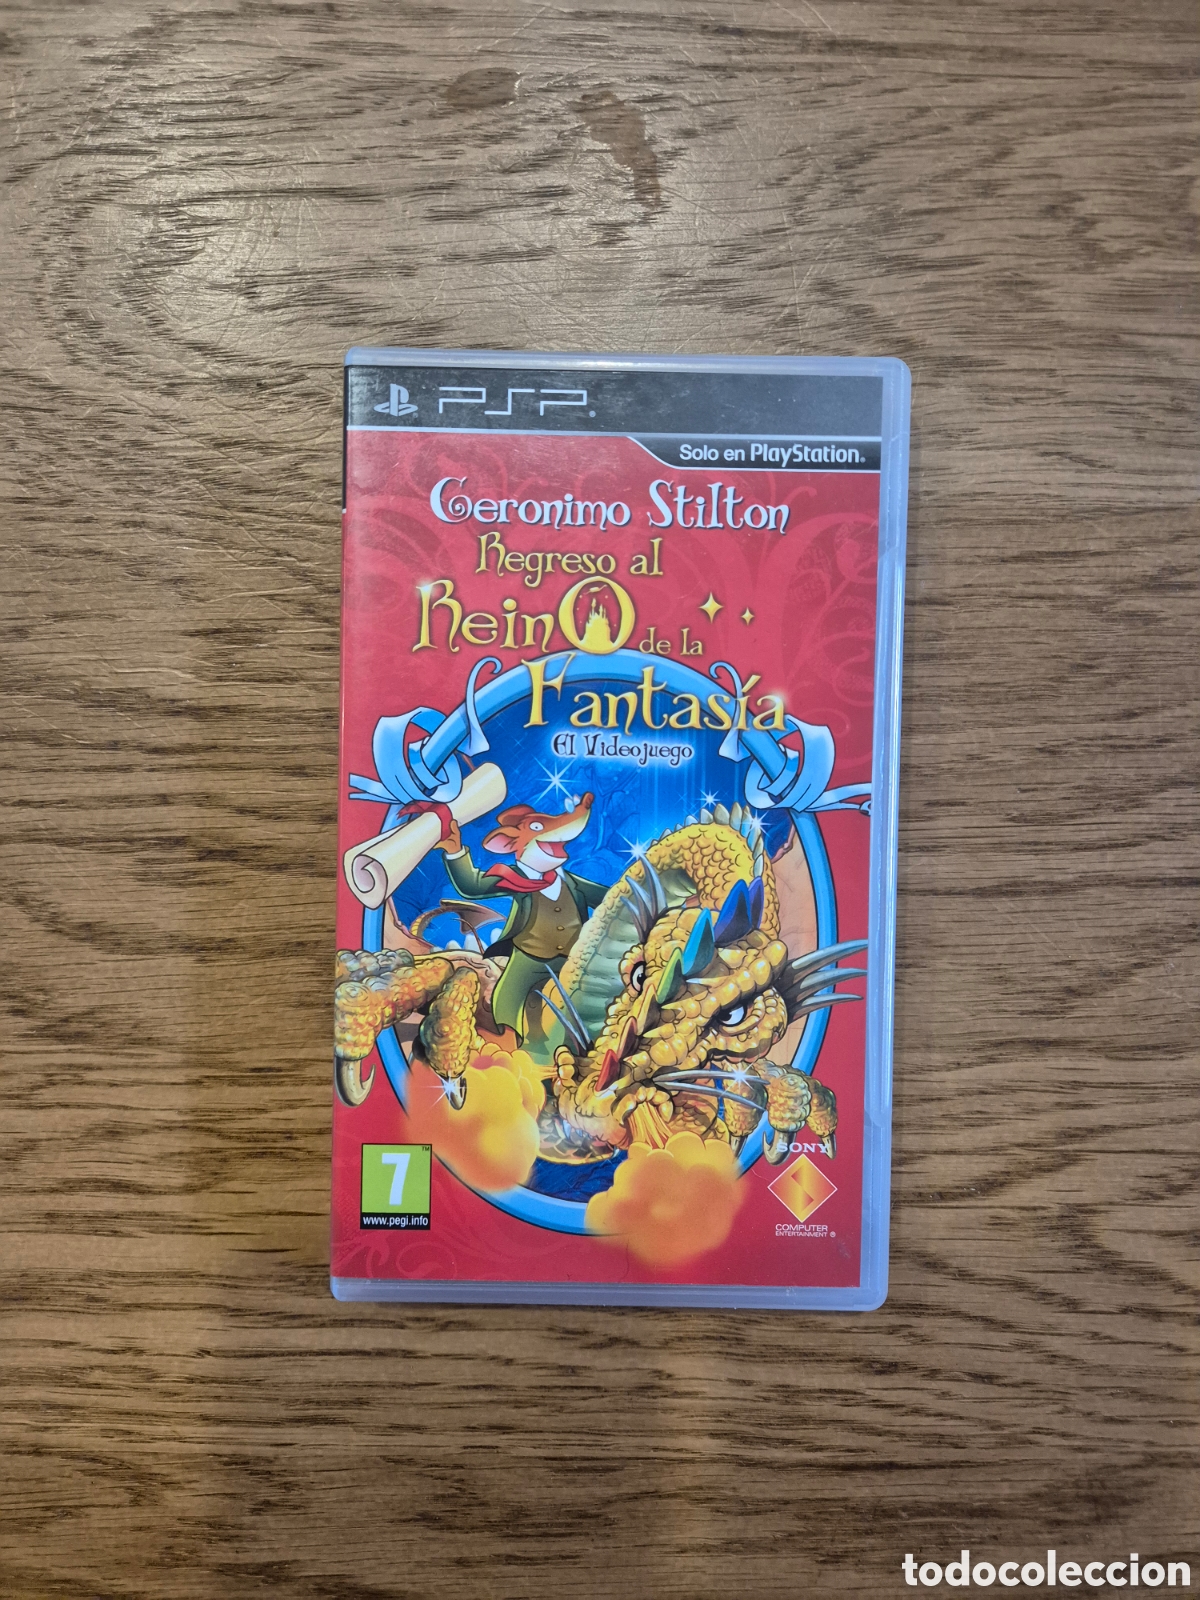 PSP
Solo en PlayStation
Geronimo Stilton
Regreso al
Reino de la
Fantasía
El Videojuego
7
www.pegi.info
SONY
COMPUTER
ENTERTAINMENT ®
todocoleccion